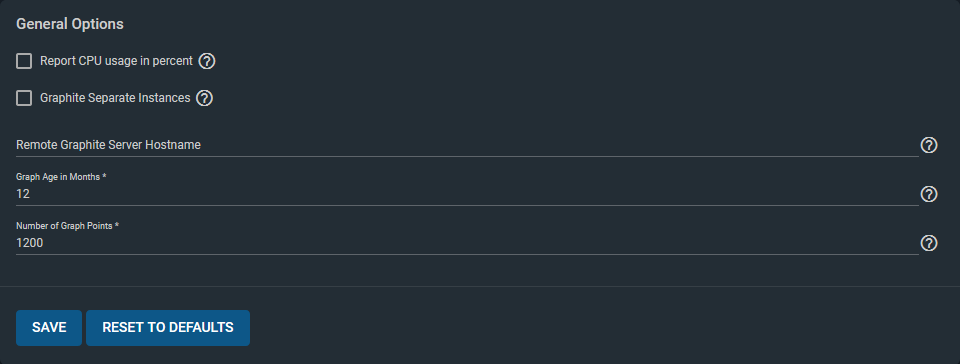 General Options
Report CPU usage in percent
Graphite Separate Instances
Remote Graphite Server Hostname
Graph Age in Months *
12
Number of Graph Points *
1200
SAVE RESET TO DEFAULTS